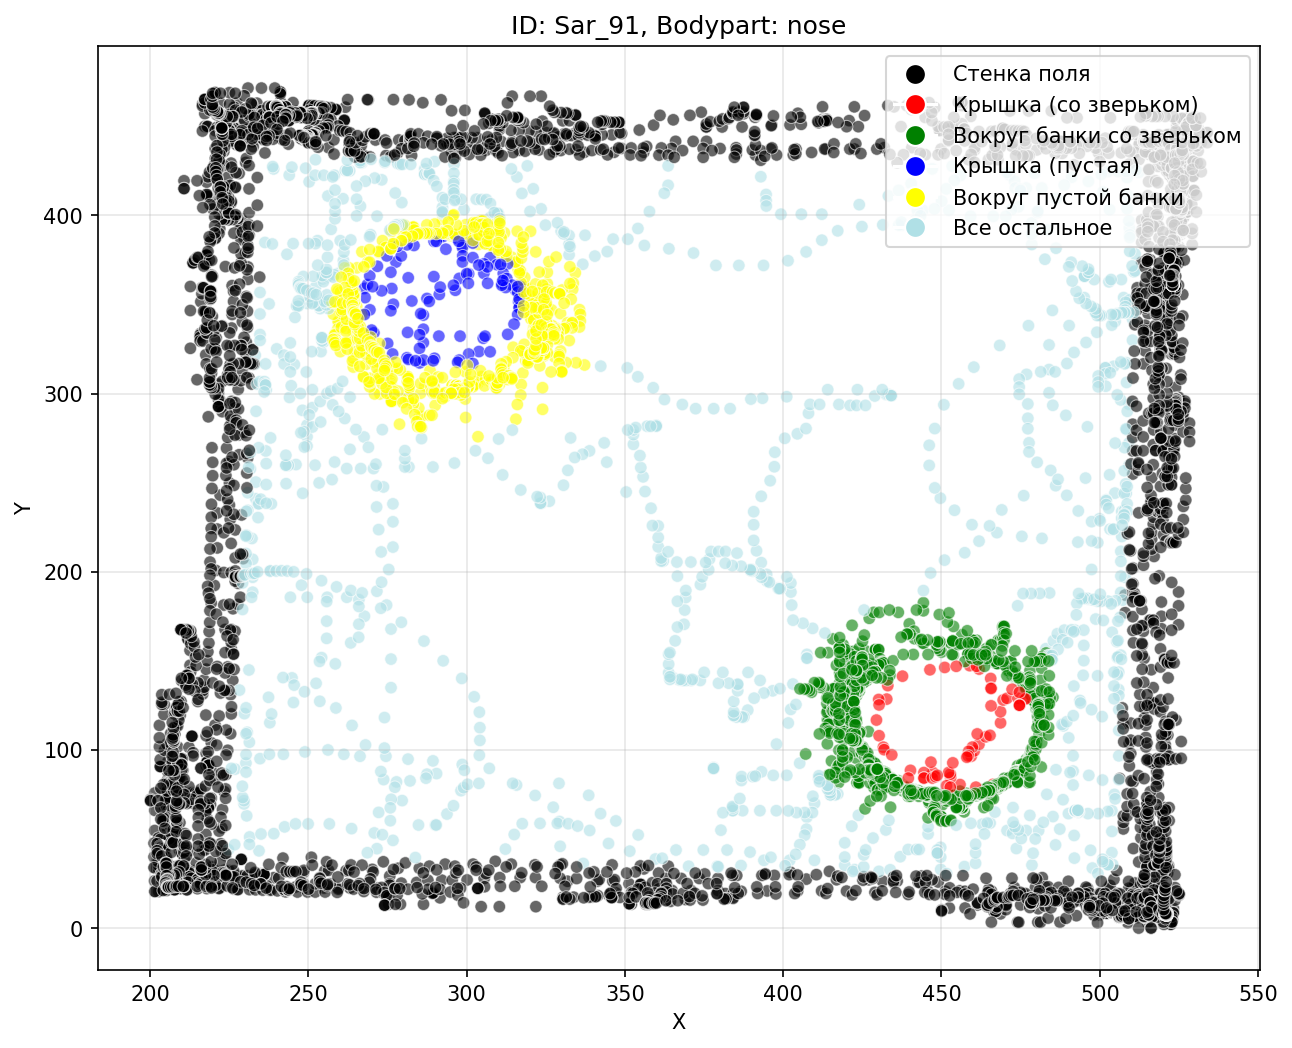 ID: Sar_91, Bodypart: nose
Стенка поля
Крышка (со зверьком)
Вокруг банки со зверьком
Крышка (пустая)
Вокруг пустой банки
Все остальное
Y
400
300
200
100
0
200
250
300
350
400
450
500
550
X